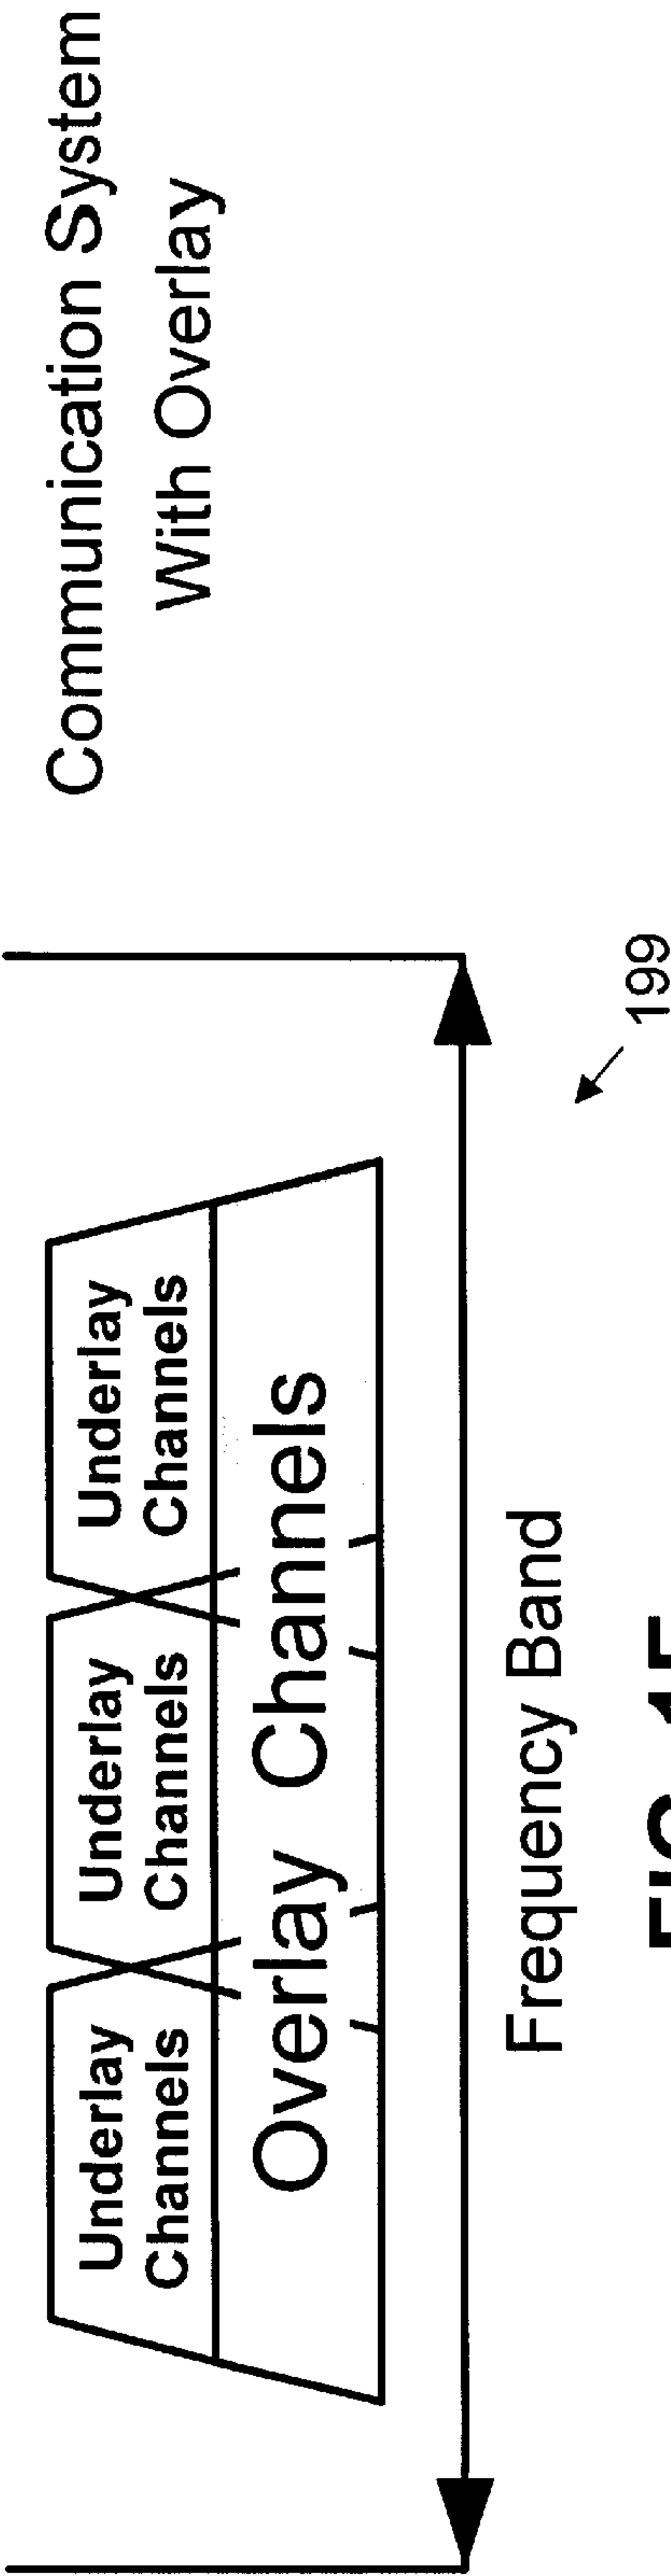 Communication System
With Overlay
Underlay
Channels
Underlay
Channels
Underlay
Channels
Overlay Channels
Frequency Band
199